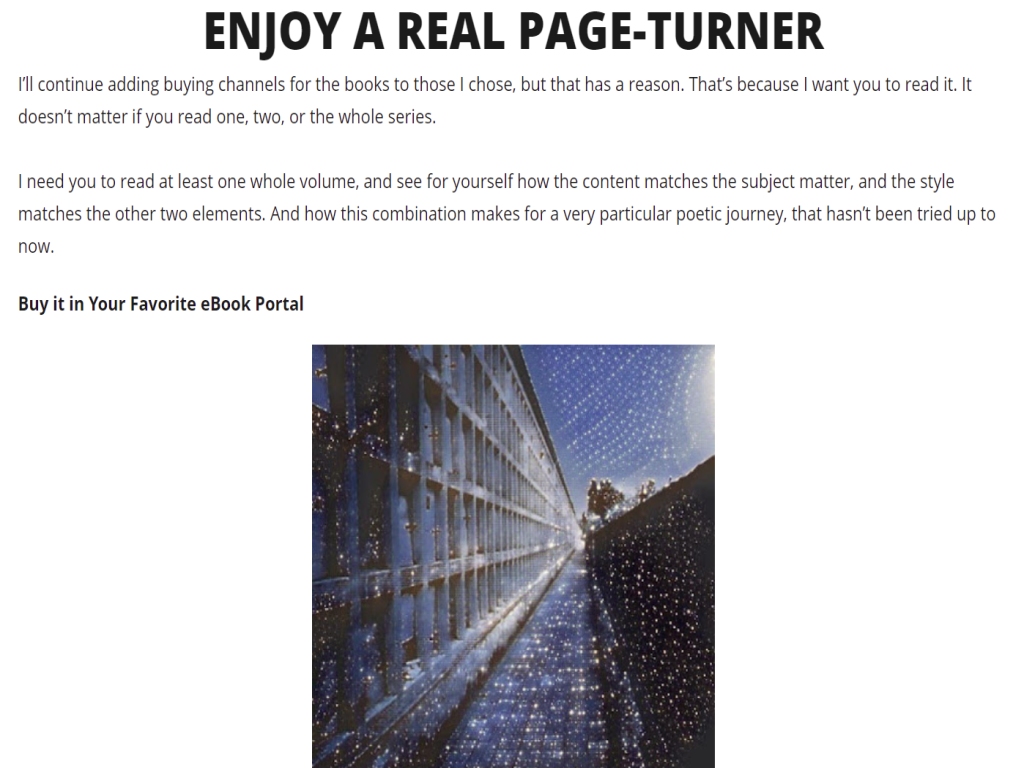 ENJOY A REAL PAGE-TURNER
I’ll continue adding buying channels for the books to those I chose, but that has a reason. That’s because I want you to read it. It
doesn’t matter if you read one, two, or the whole series.
I need you to read at least one whole volume, and see for yourself how the content matches the subject matter, and the style
matches the other two elements. And how this combination makes for a very particular poetic journey, that hasn’t been tried up to
now.
Buy it in Your Favorite eBook Portal